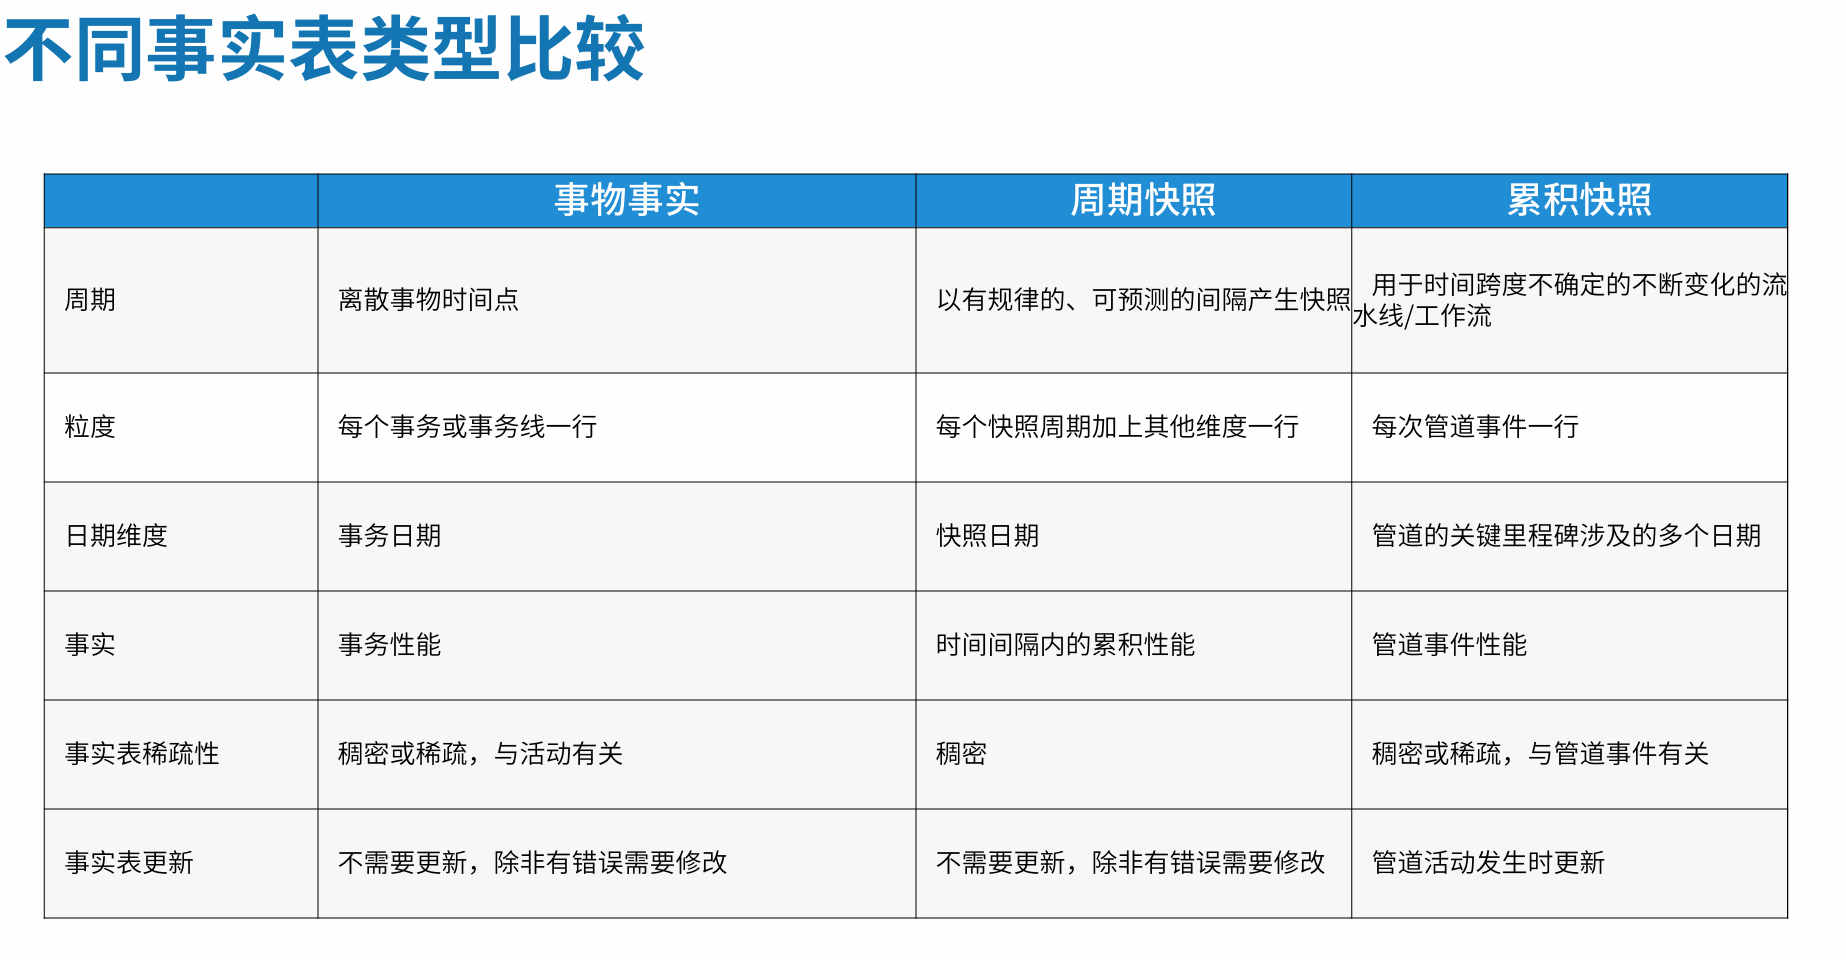 不同事实表类型比较
事物事实 周期快照 累积快照
周期 离散事物时间点 以有规律的、可预测的间隔产生快照 用于时间跨度不确定的不断变化的流
水线/工作流
粒度 每个事务或事务线一行 每个快照周期加上其他维度一行 每次管道事件一行
日期维度 事务日期 快照日期 管道的关键里程碑涉及的多个日期
事实 事务性能 时间间隔内的累积性能 管道事件性能
事实表稀疏性 稠密或稀疏，与活动有关 稠密 稠密或稀疏，与管道事件有关
事实表更新 不需要更新，除非有错误需要修改 不需要更新，除非有错误需要修改 管道活动发生时更新